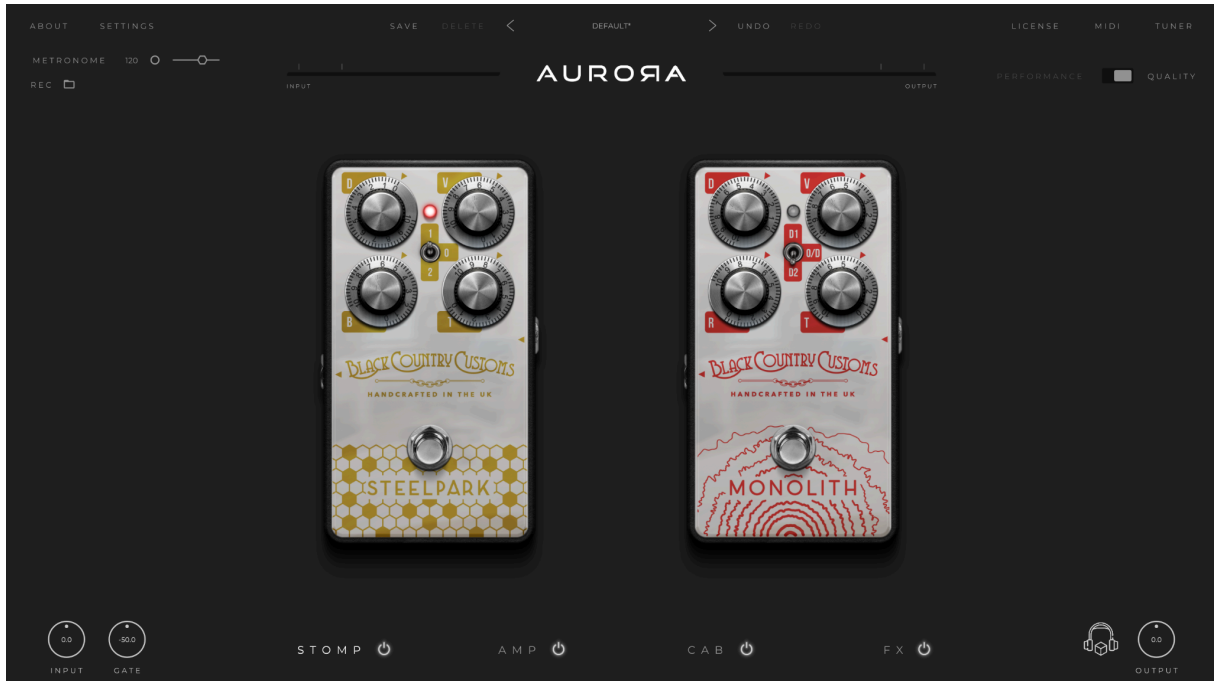 ABOUT SETTINGS SAVE DELETE < DEFAULT* > UNDO REDO LICENSE MIDI TUNER
METRONOME 120
REC
AURORA
PERFORMANCE QUALITY
INPUT OUTPUT
D V
1
0
2
B T
BLACK COUNTRY CUSTOMS
HANDCRAFTED IN THE UK
STEELPARK
D V
D1
O/D
D2
R T
BLACK COUNTRY CUSTOMS
HANDCRAFTED IN THE UK
MONOLITH
0.0 -50.0 0.0
INPUT GATE STOMP AMP CAB FX OUTPUT